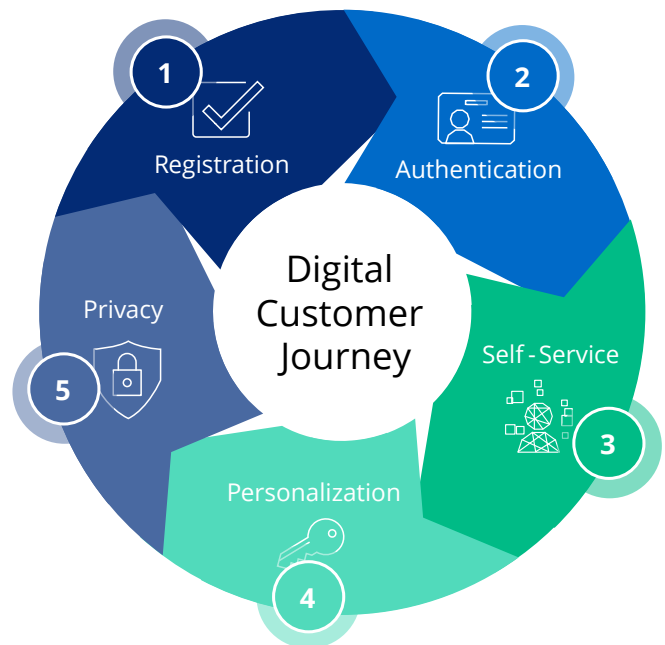 1
Registration
2
Authentication
Digital
Customer
Journey
Self-Service
3
Personalization
4
Privacy
5